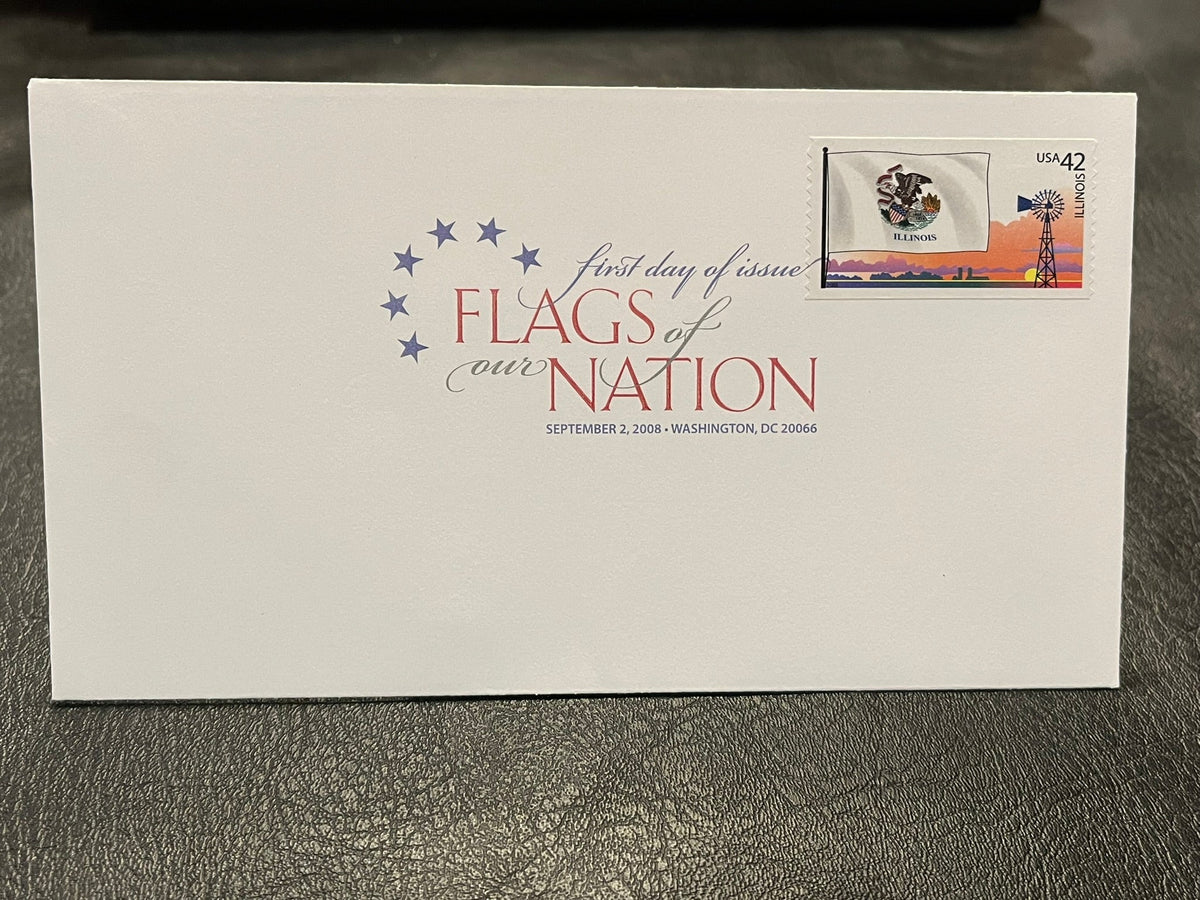 USA 42
ILLINOIS
ILLINOIS
first day of issue
FLAGS of
our NATION
SEPTEMBER 2, 2008 • WASHINGTON, DC 20066